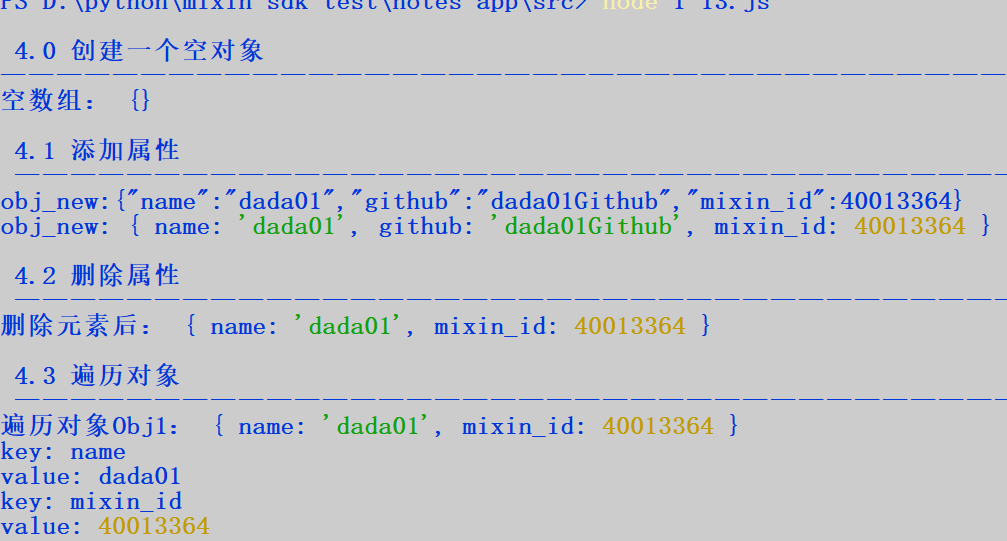 PS D:\python\mixin sdk test\notes app\src> node 1 13.js
4.0 创建一个空对象
————————————————————————————————————
空数组： {}
4.1 添加属性
————————————————————————————————————
obj_new:{"name":"dada01","github":"dada01Github","mixin_id":40013364}
obj_new: { name: 'dada01', github: 'dada01Github', mixin_id: 40013364 }
4.2 删除属性
————————————————————————————————————
删除元素后： { name: 'dada01', mixin_id: 40013364 }
4.3 遍历对象
————————————————————————————————————
遍历对象Obj1： { name: 'dada01', mixin_id: 40013364 }
key: name
value: dada01
key: mixin_id
value: 40013364